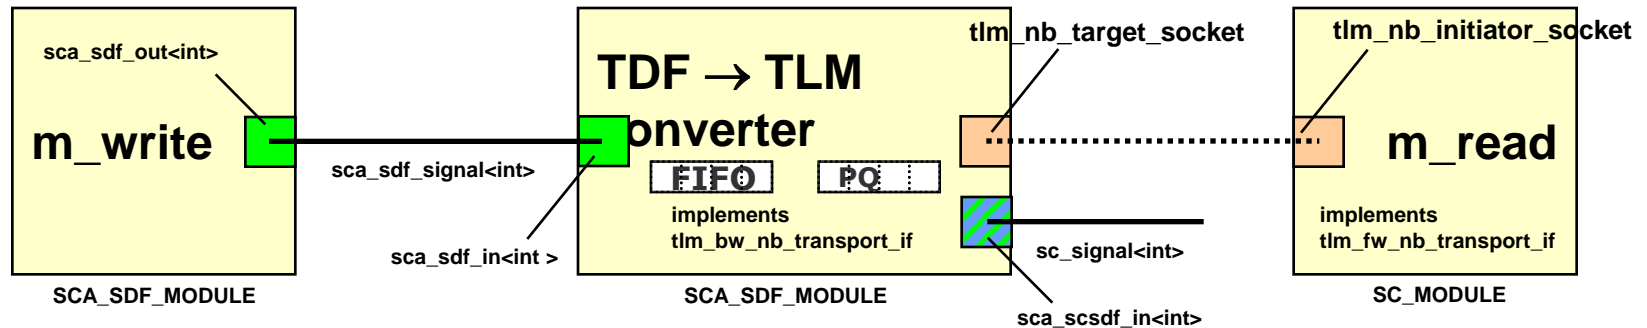 sca_sdf_out<int>
m_write
SCA_SDF_MODULE
sca_sdf_signal<int>
sca_sdf_in<int >
TDF → TLM
onverter
FIFO
PQ
implements
tlm_bw_nb_transport_if
SCA_SDF_MODULE
tlm_nb_target_socket
sc_signal<int>
sca_scsdf_in<int>
tlm_nb_initiator_socket
m_read
implements
tlm_fw_nb_transport_if
SC_MODULE